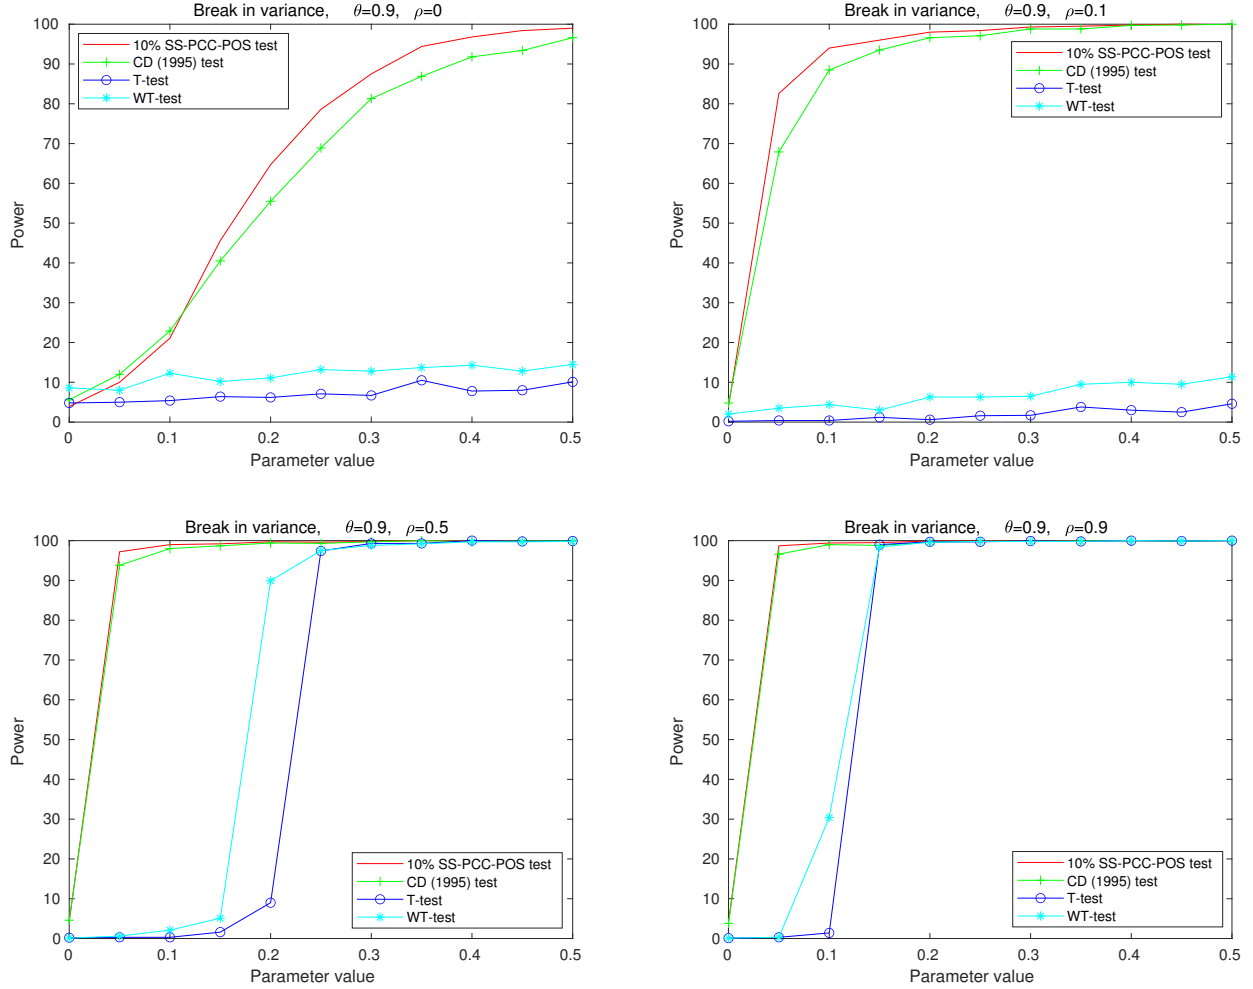 Break in variance, θ=0.9, ρ=0
100
90
80
70
60
50
40
30
20
10
0
Power
10% SS-PCC-POS test
CD (1995) test
T-test
WT-test
0 0.1 0.2 0.3 0.4 0.5
Parameter value
Break in variance, θ=0.9, ρ=0.1
100
90
80
70
60
50
40
30
20
10
0
Power
10% SS-PCC-POS test
CD (1995) test
T-test
WT-test
0 0.1 0.2 0.3 0.4 0.5
Parameter value
Break in variance, θ=0.9, ρ=0.5
100
90
80
70
60
50
40
30
20
10
0
Power
10% SS-PCC-POS test
CD (1995) test
T-test
WT-test
0 0.1 0.2 0.3 0.4 0.5
Parameter value
Break in variance, θ=0.9, ρ=0.9
100
90
80
70
60
50
40
30
20
10
0
Power
10% SS-PCC-POS test
CD (1995) test
T-test
WT-test
0 0.1 0.2 0.3 0.4 0.5
Parameter value